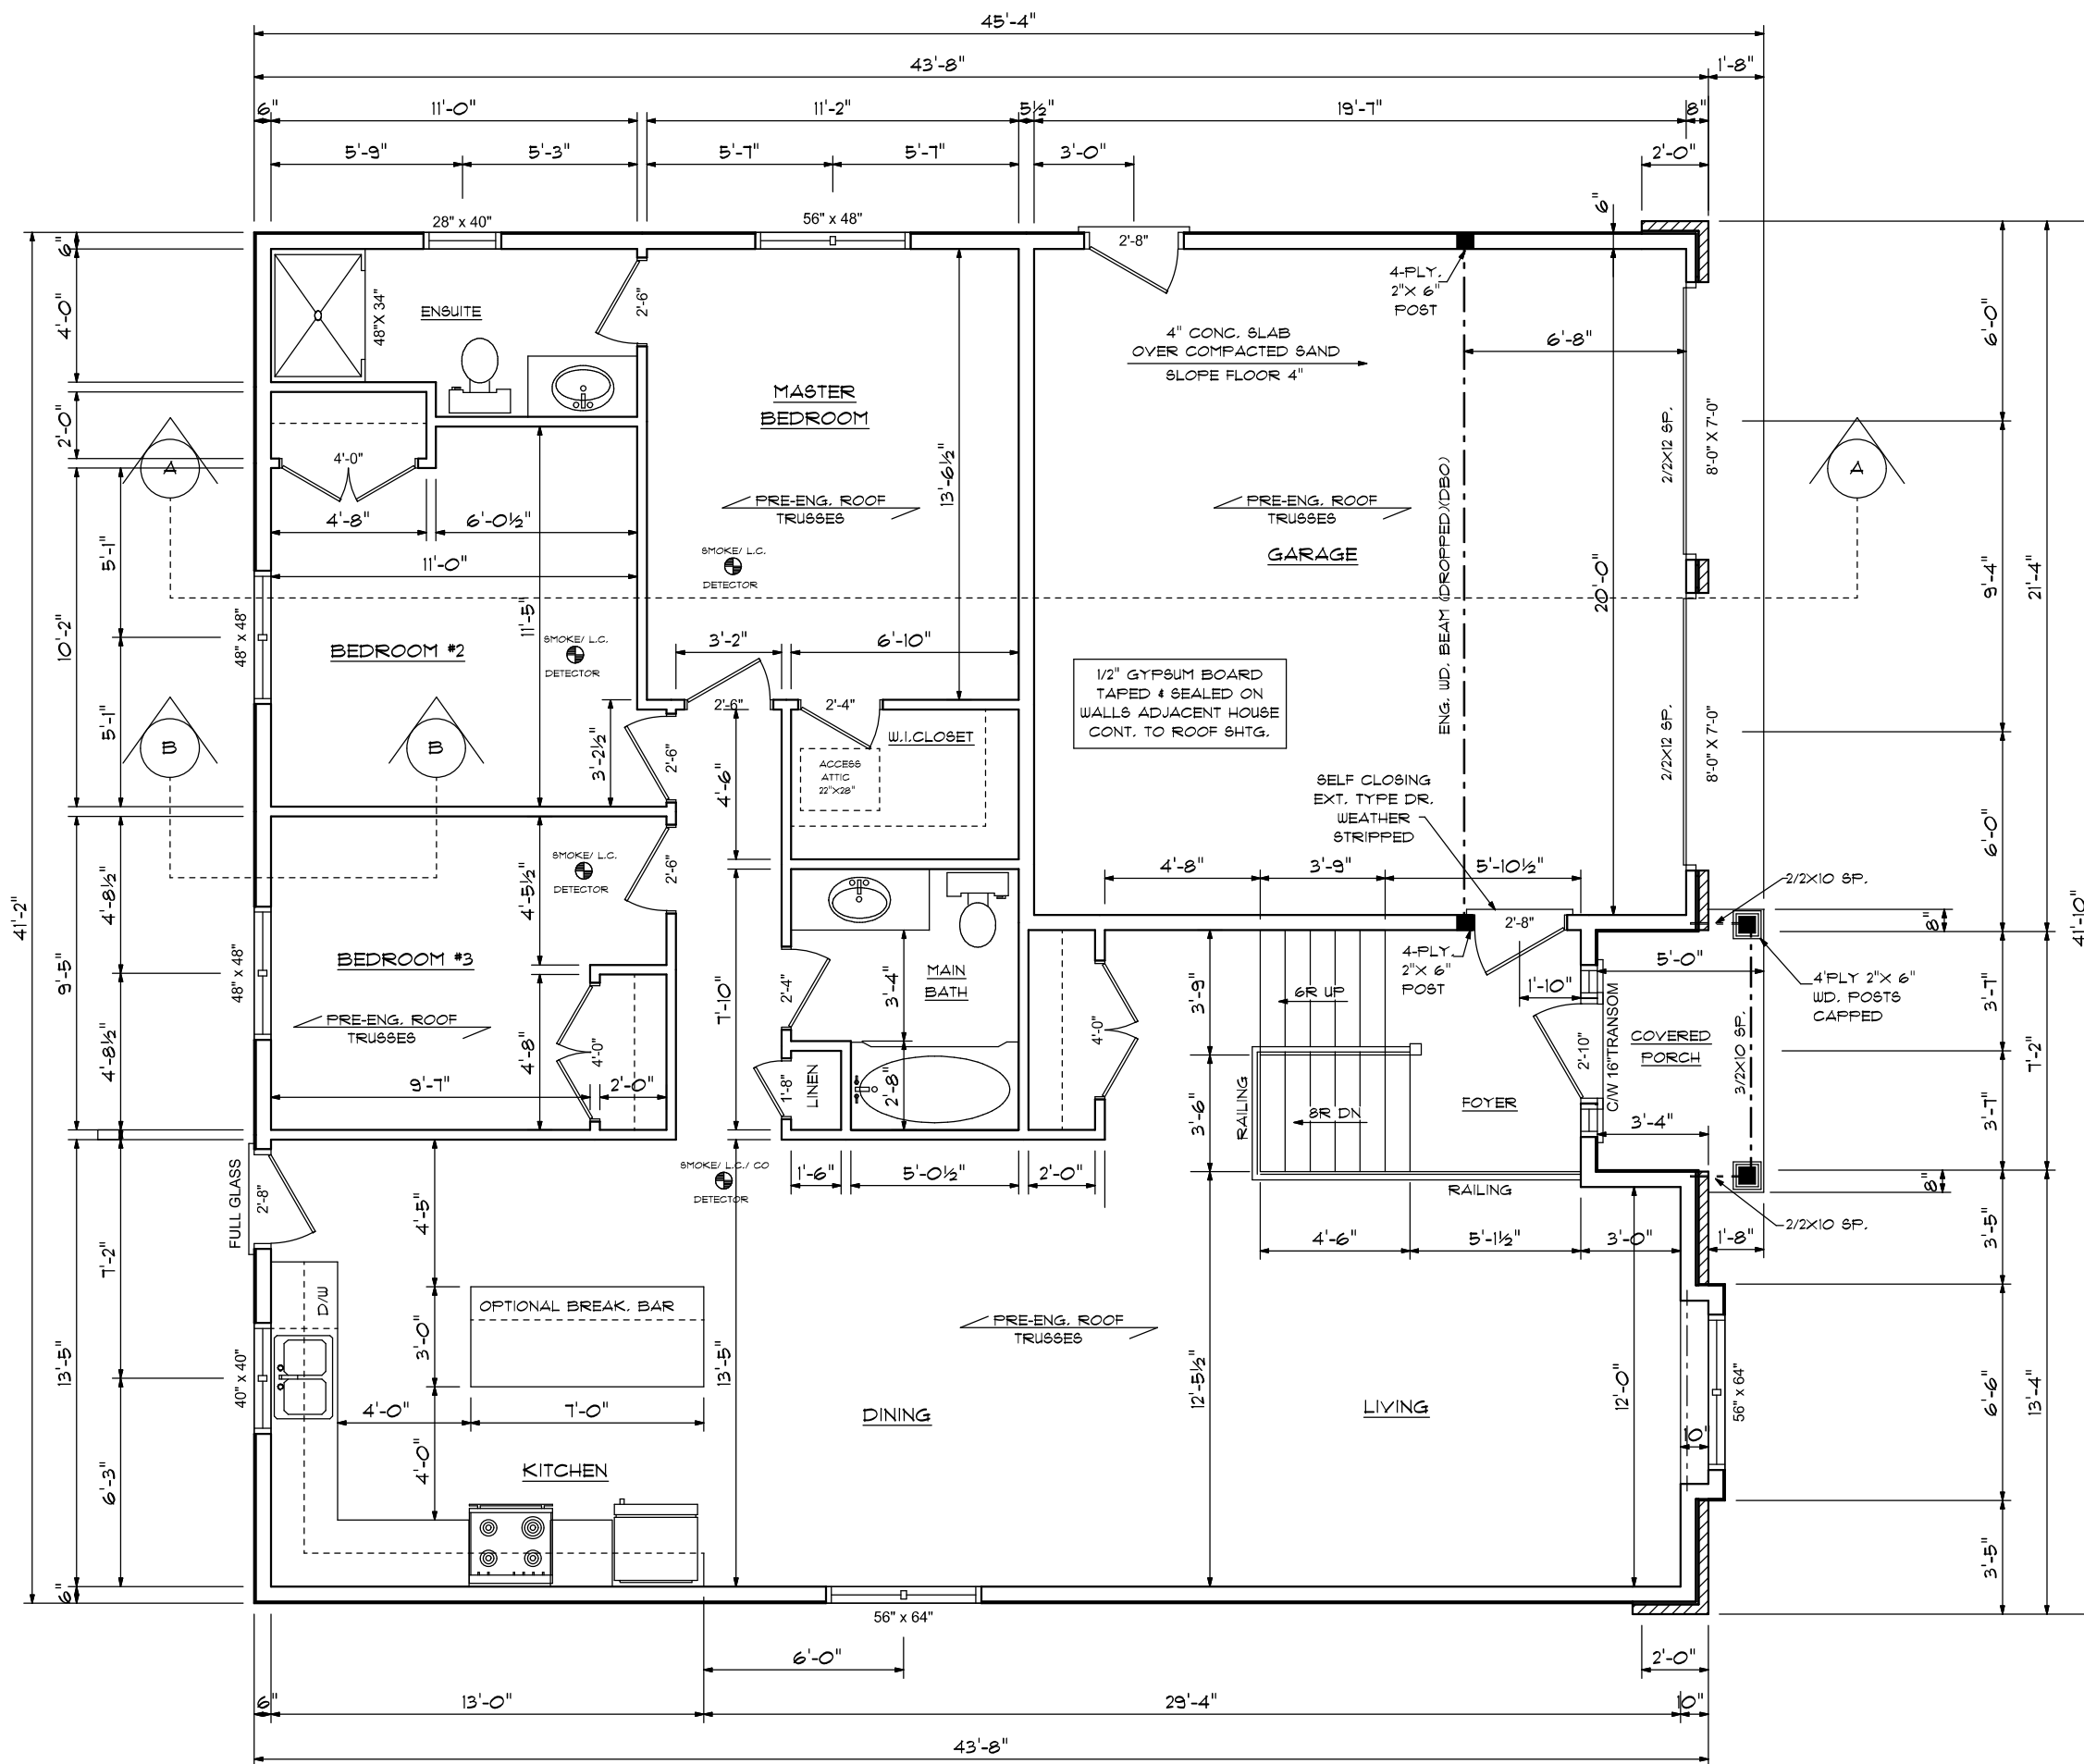 45'-4"
43'-8"
1'-8"
6"
11'-0"
11'-2"
5½"
19'-7"
8"
5'-9"
5'-3"
5'-7"
5'-7"
3'-0"
2'-0"
28" x 40"
56" x 48"
2'-8"
6"
6"
4'-0"
2'-0"
5'-1"
10'-2"
5'-1"
41'-2"
4'-8½"
9'-5"
4'-8½"
7'-2"
13'-5"
6'-3"
6"
48"X 34"
ENSUITE
2'-6"
MASTER
BEDROOM
4'-0"
4'-8"
6'-0½"
11'-0"
11'-5"
13'-6½"
A
PRE-ENG. ROOF
TRUSSES
SMOKE/ L.C.
DETECTOR
48" x 48"
BEDROOM #2
SMOKE/ L.C.
DETECTOR
3'-2"
6'-10"
B
B
2'-6"
2'-4"
3'-2½"
2'-6"
W.I.CLOSET
ACCESS
ATTIC
22"X28"
4'-6"
4-PLY.
2"X 6"
POST
4" CONC. SLAB
OVER COMPACTED SAND
SLOPE FLOOR 4"
6'-8"
PRE-ENG. ROOF
TRUSSES
GARAGE
ENG. WD. BEAM (DROPPED)(DBO)
20'-0"
2/2X12 SP.
8'-0" X 7'-0"
A
1/2" GYPSUM BOARD
TAPED & SEALED ON
WALLS ADJACENT HOUSE
CONT. TO ROOF SHTG.
2/2X12 SP.
8'-0" X 7'-0"
SELF CLOSING
EXT. TYPE DR.
WEATHER
STRIPPED
6'-0"
9'-4"
21'-4"
6'-0"
41'-10"
4'-8"
3'-9"
5'-10½"
2/2X10 SP.
8"
SMOKE/ L.C.
DETECTOR
4'-5½"
2'-6"
48" x 48"
BEDROOM #3
PRE-ENG. ROOF
TRUSSES
4'-8"
4'-0"
9'-7"
2'-0"
7'-10"
2'-4"
3'-4"
MAIN
BATH
1'-8"
LINEN
2'-8"
4'-0"
3'-9"
6R UP
4-PLY.
2"X 6"
POST
2'-8"
1'-10"
5'-0"
4'PLY 2"X 6"
WD. POSTS
CAPPED
3'-7"
7'-2"
3'-7"
2'-10"
C/W 16"TRANSOM
COVERED
PORCH
3/2X10 SP.
RAILING
3'-6"
8R DN
FOYER
3'-4"
8"
2/2X10 SP.
1'-8"
RAILING
SMOKE/ L.C./ CO
DETECTOR
1'-6"
5'-0½"
2'-0"
4'-6"
5'-1½"
3'-0"
FULL GLASS
2'-8"
4'-5"
D/W
OPTIONAL BREAK. BAR
3'-0"
40" x 40"
4'-0"
7'-0"
4'-0"
13'-5"
KITCHEN
PRE-ENG. ROOF
TRUSSES
DINING
12'-5½"
LIVING
12'-0"
10"
56" x 64"
3'-5"
6'-6"
13'-4"
3'-5"
56" x 64"
6'-0"
2'-0"
6"
13'-0"
29'-4"
10"
43'-8"